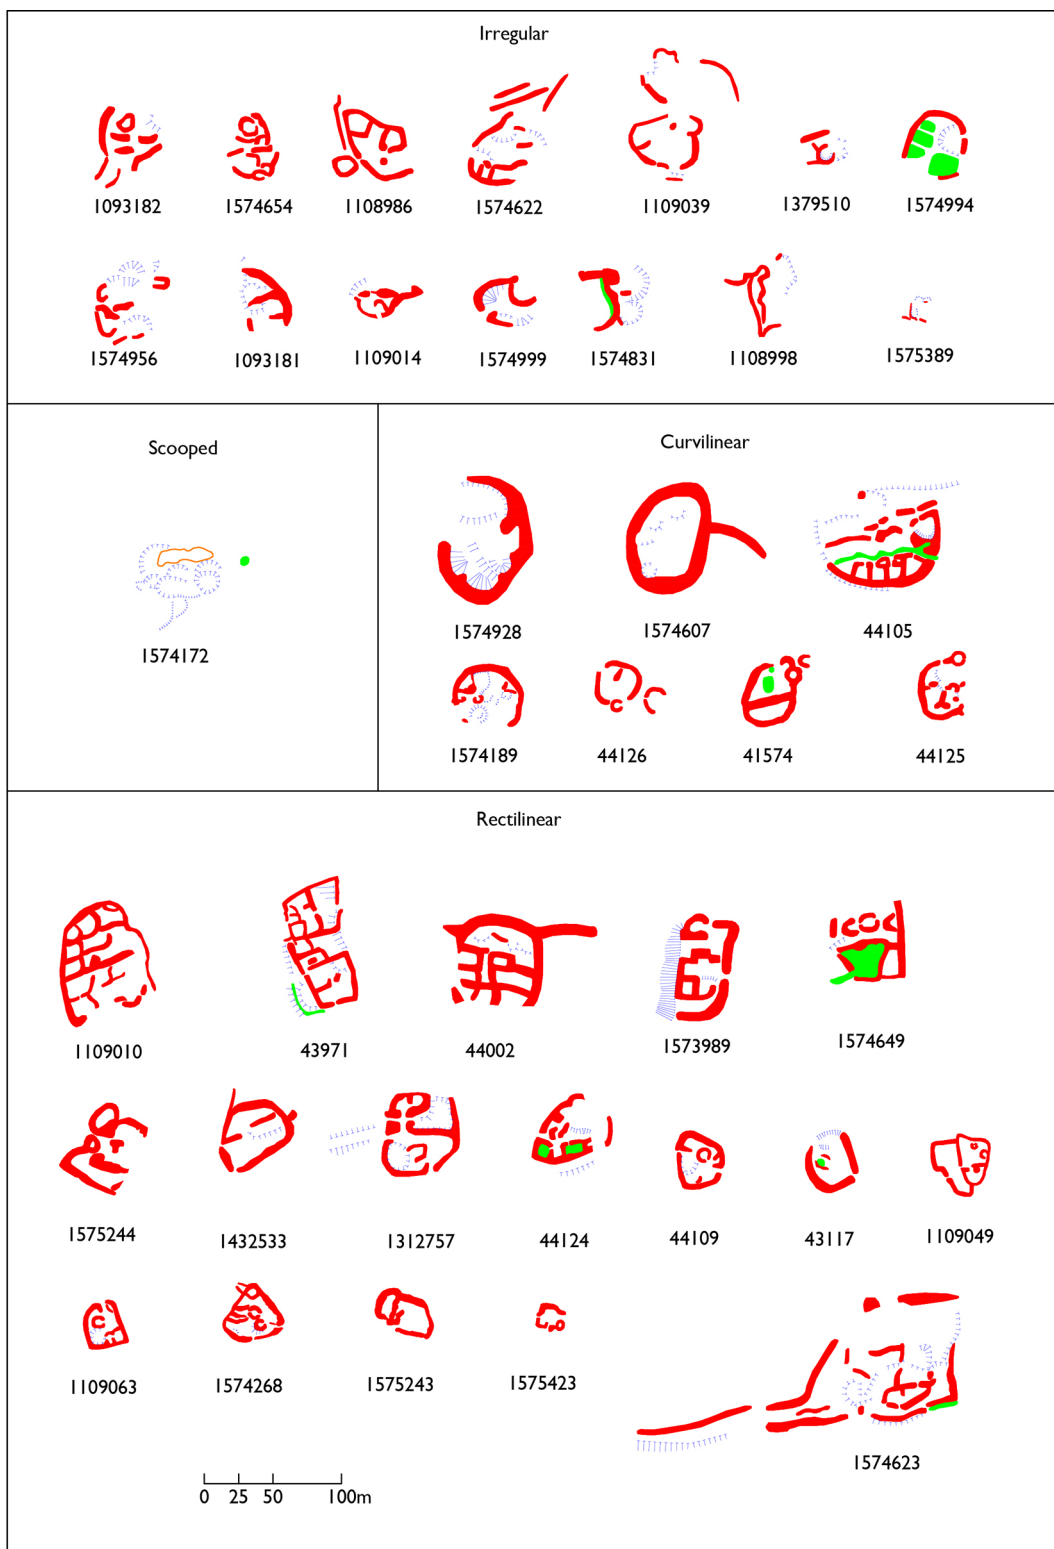 Irregular
1093182 1574654 1108986 1574622 1109039 1379510 1574994
1574956 1093181 1109014 1574999 1574831 1108998 1575389
Scooped
1574172
Curvilinear
1574928 1574607 44105
1574189 44126 41574 44125
Rectilinear
1109010 43971 44002 1573989 1574649
1575244 1432533 1312757 44124 44109 43117 1109049
1109063 1574268 1575243 1575423
1574623
0 25 50 100m